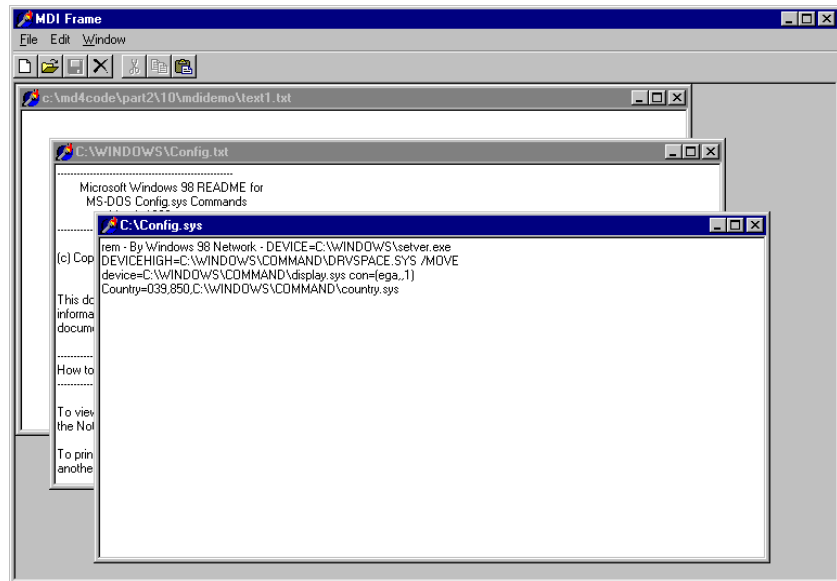 MDI Frame
File Edit Window
c:\md4code\part2\10\mdidemo\text1.txt
C:\WINDOWS\Config.txt
------------------------------------------------------
Microsoft Windows 98 README for
MS-DOS Config.sys Commands
C:\Config.sys
rem - By Windows 98 Network - DEVICE=C:\WINDOWS\setver.exe
DEVICEHIGH=C:\WINDOWS\COMMAND\DRVSPACE.SYS /MOVE
device=C:\WINDOWS\COMMAND\display.sys con=(ega,,1)
Country=039,850,C:\WINDOWS\COMMAND\country.sys
(c) Cop
This do
informa
docum
How to
To view
the Not
To prin
anothe